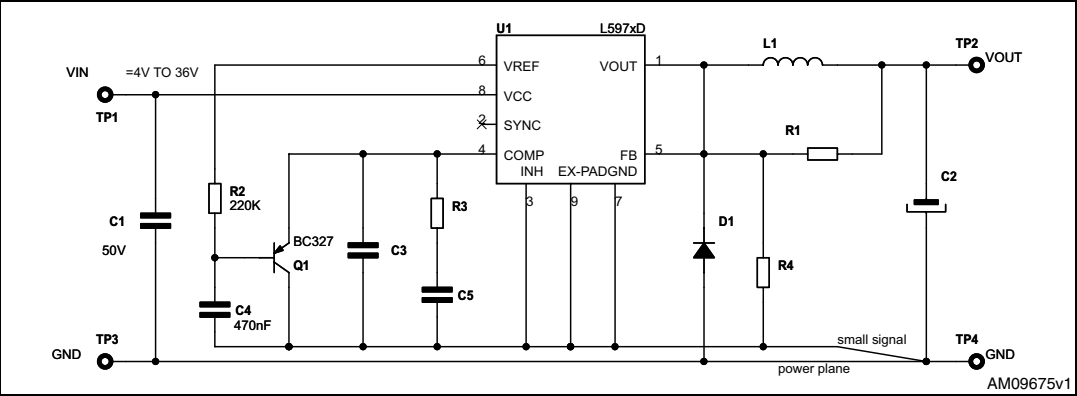 U1 L597xD
VIN =4V TO 36V
TP1
6 VREF
8 VCC
2 SYNC
4 COMP
INH EX-PADGND
VOUT 1
FB 5
3 9 7
L1
TP2
VOUT
R1
R2
220K
C1
50V
BC327
Q1
C3
R3
C5
C4
470nF
D1
R4
C2
TP3
GND
small signal
power plane
TP4
GND
AM09675v1